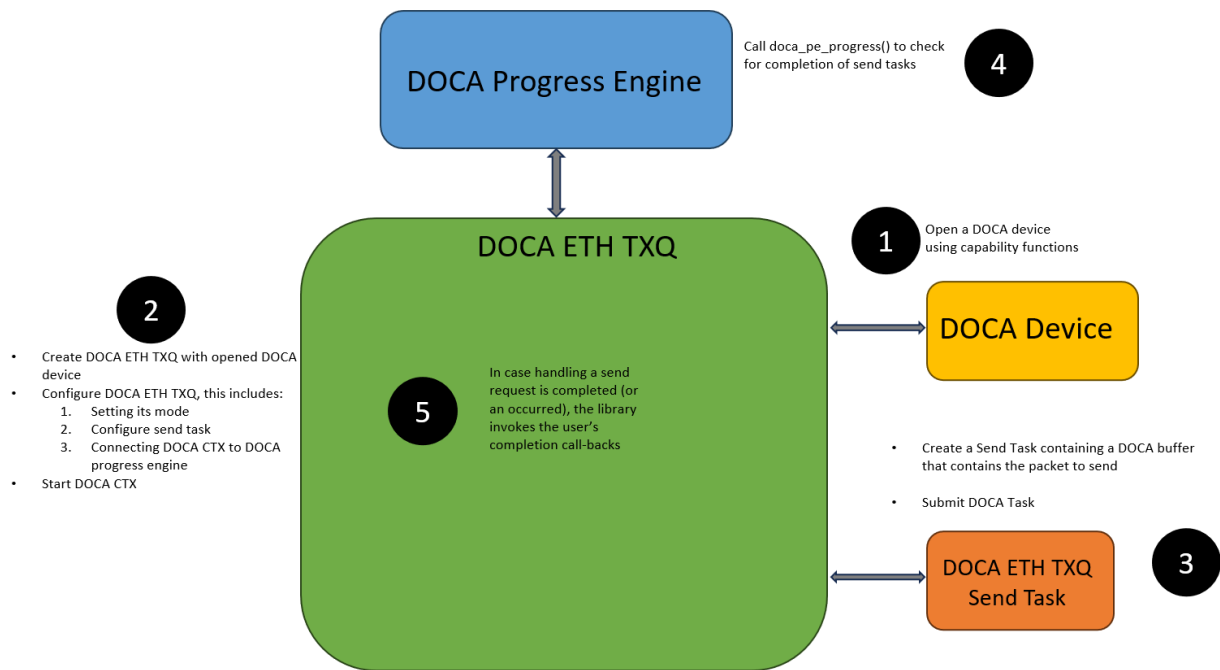 DOCA Progress Engine
Call doca_pe_progress() to check
for completion of send tasks
4
DOCA ETH TXQ
1
Open a DOCA device
using capability functions
DOCA Device
2
• Create DOCA ETH TXQ with opened DOCA
device
• Configure DOCA ETH TXQ, this includes:
1. Setting its mode
2. Configure send task
3. Connecting DOCA CTX to DOCA
progress engine
• Start DOCA CTX
5
In case handling a send
request is completed (or
an occurred), the library
invokes the user’s
completion call-backs
• Create a Send Task containing a DOCA buffer
that contains the packet to send
• Submit DOCA Task
DOCA ETH TXQ
Send Task
3